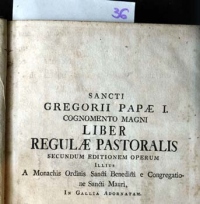 36
SANCTI
GREGORII PAPÆ I.
COGNOMENTO MAGNI
LIBER
REGULÆ PASTORALIS
SECUNDUM EDITIONEM OPERUM
ILLIUS
A Monachis Ordinis Sancti Benedicti e Congregatio-
ne Sancti Mauri,
IN GALLIA ADORNATAM.